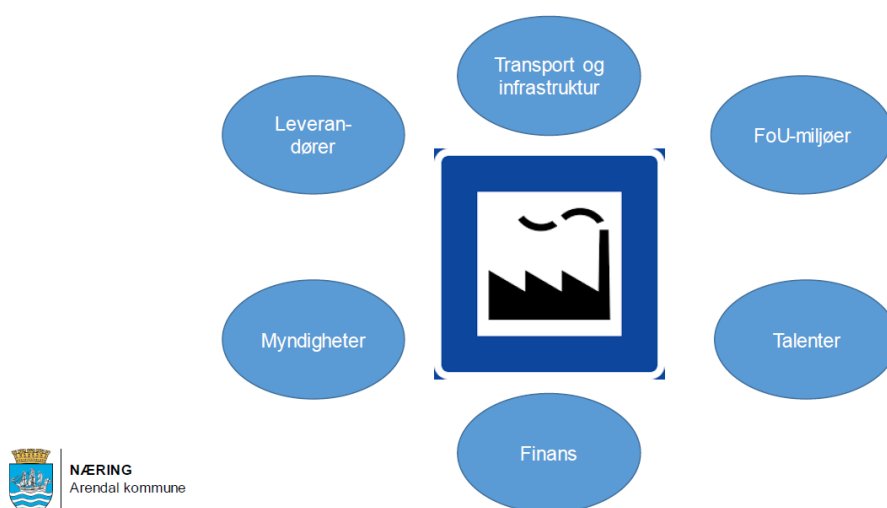 Transport og
infrastruktur
Leveran-
dører
FoU-miljøer
Myndigheter
Talenter
Finans
NÆRING
Arendal kommune